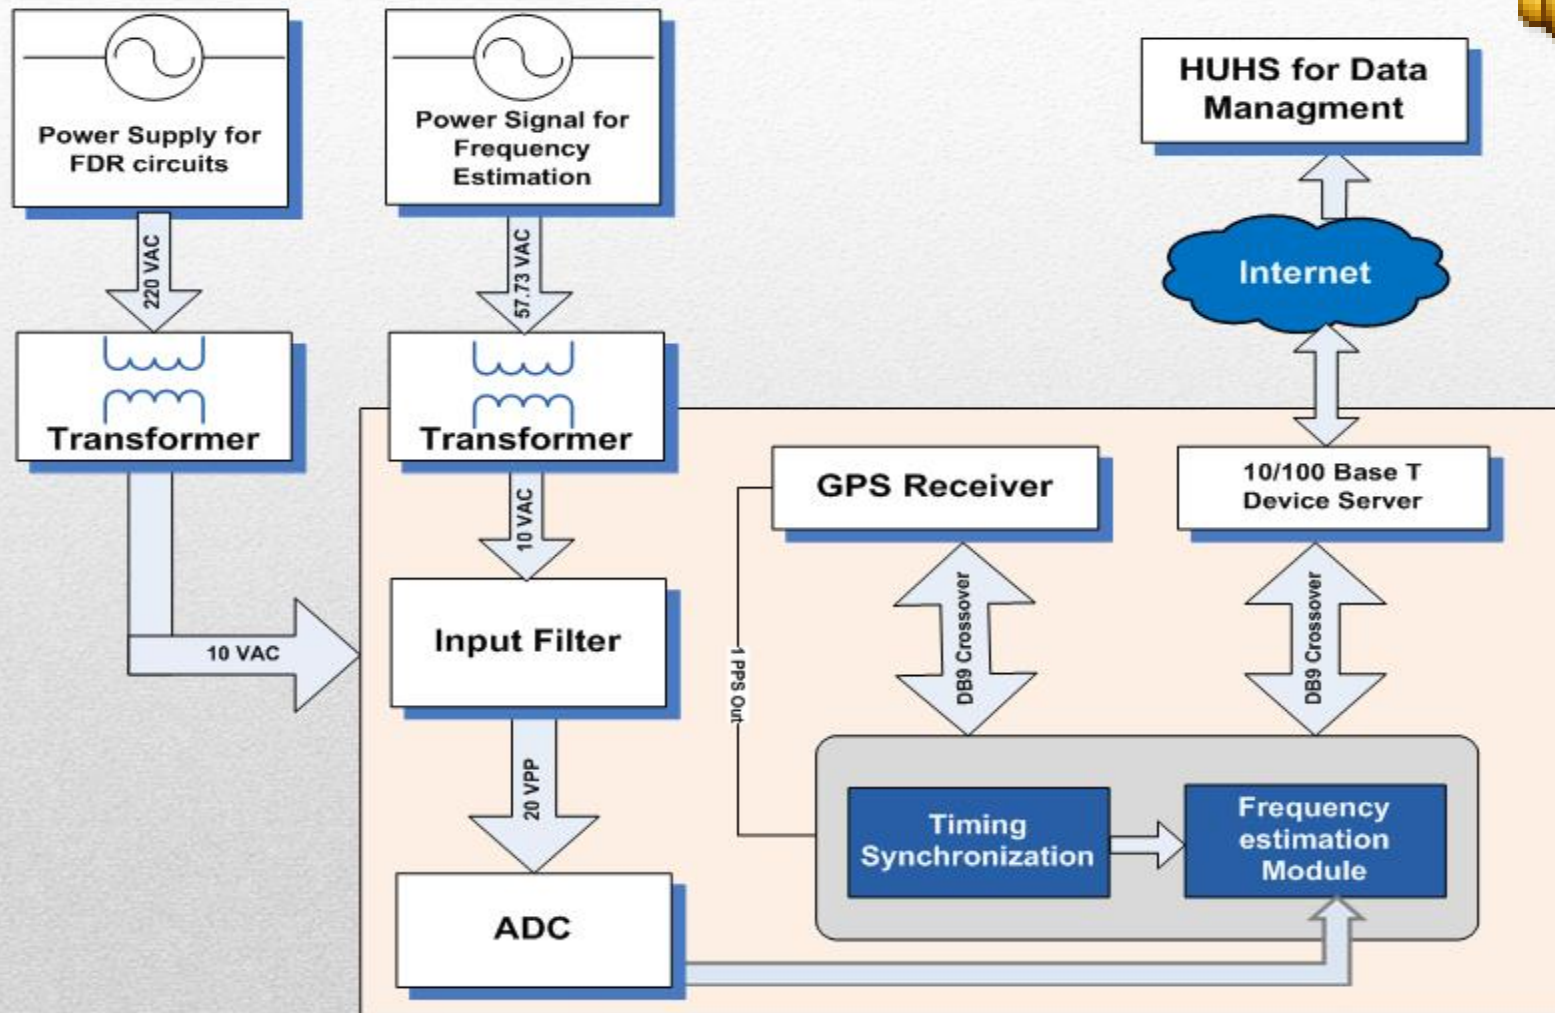 Power Supply for
FDR circuits
Power Signal for
Frequency
Estimation
HUHS for Data
Managment
220 VAC
57.73 VAC
Internet
Transformer
Transformer
10 VAC
GPS Receiver
10/100 Base T
Device Server
10 VAC
Input Filter
1 PPS Out
DB9 Crossover
DB9 Crossover
20 VPP
Timing
Synchronization
Frequency
estimation
Module
ADC